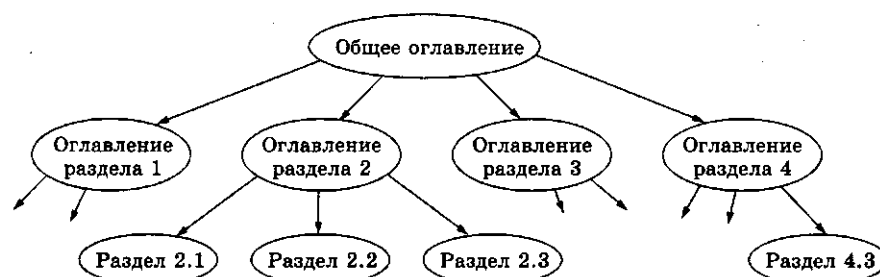 Общее оглавление
Оглавление
раздела 1
Оглавление
раздела 2
Оглавление
раздела 3
Оглавление
раздела 4
Раздел 2.1
Раздел 2.2
Раздел 2.3
Раздел 4.3